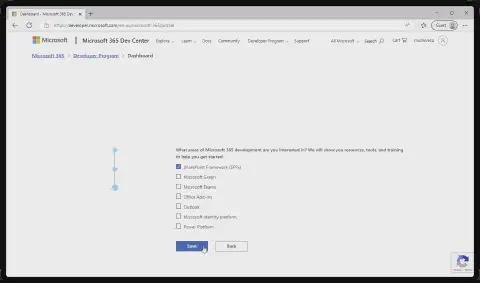 Dashboard - Microsoft 365 Dev
https://developer.microsoft.com/en-us/microsoft-365/profile
Guest
Microsoft | Microsoft 365 Dev Center Explore Learn Docs Community Developer Program Support All Microsoft Search Cart
Microsoft 365 > Developer Program > Dashboard
What areas of Microsoft 365 development are you interested in? We will show you resources, tools, and training
to help you get started.
SharePoint Framework (SPFx)
Microsoft Graph
Microsoft Teams
Office Add-ins
Outlook
Microsoft identity platform
Power Platform
Save Back